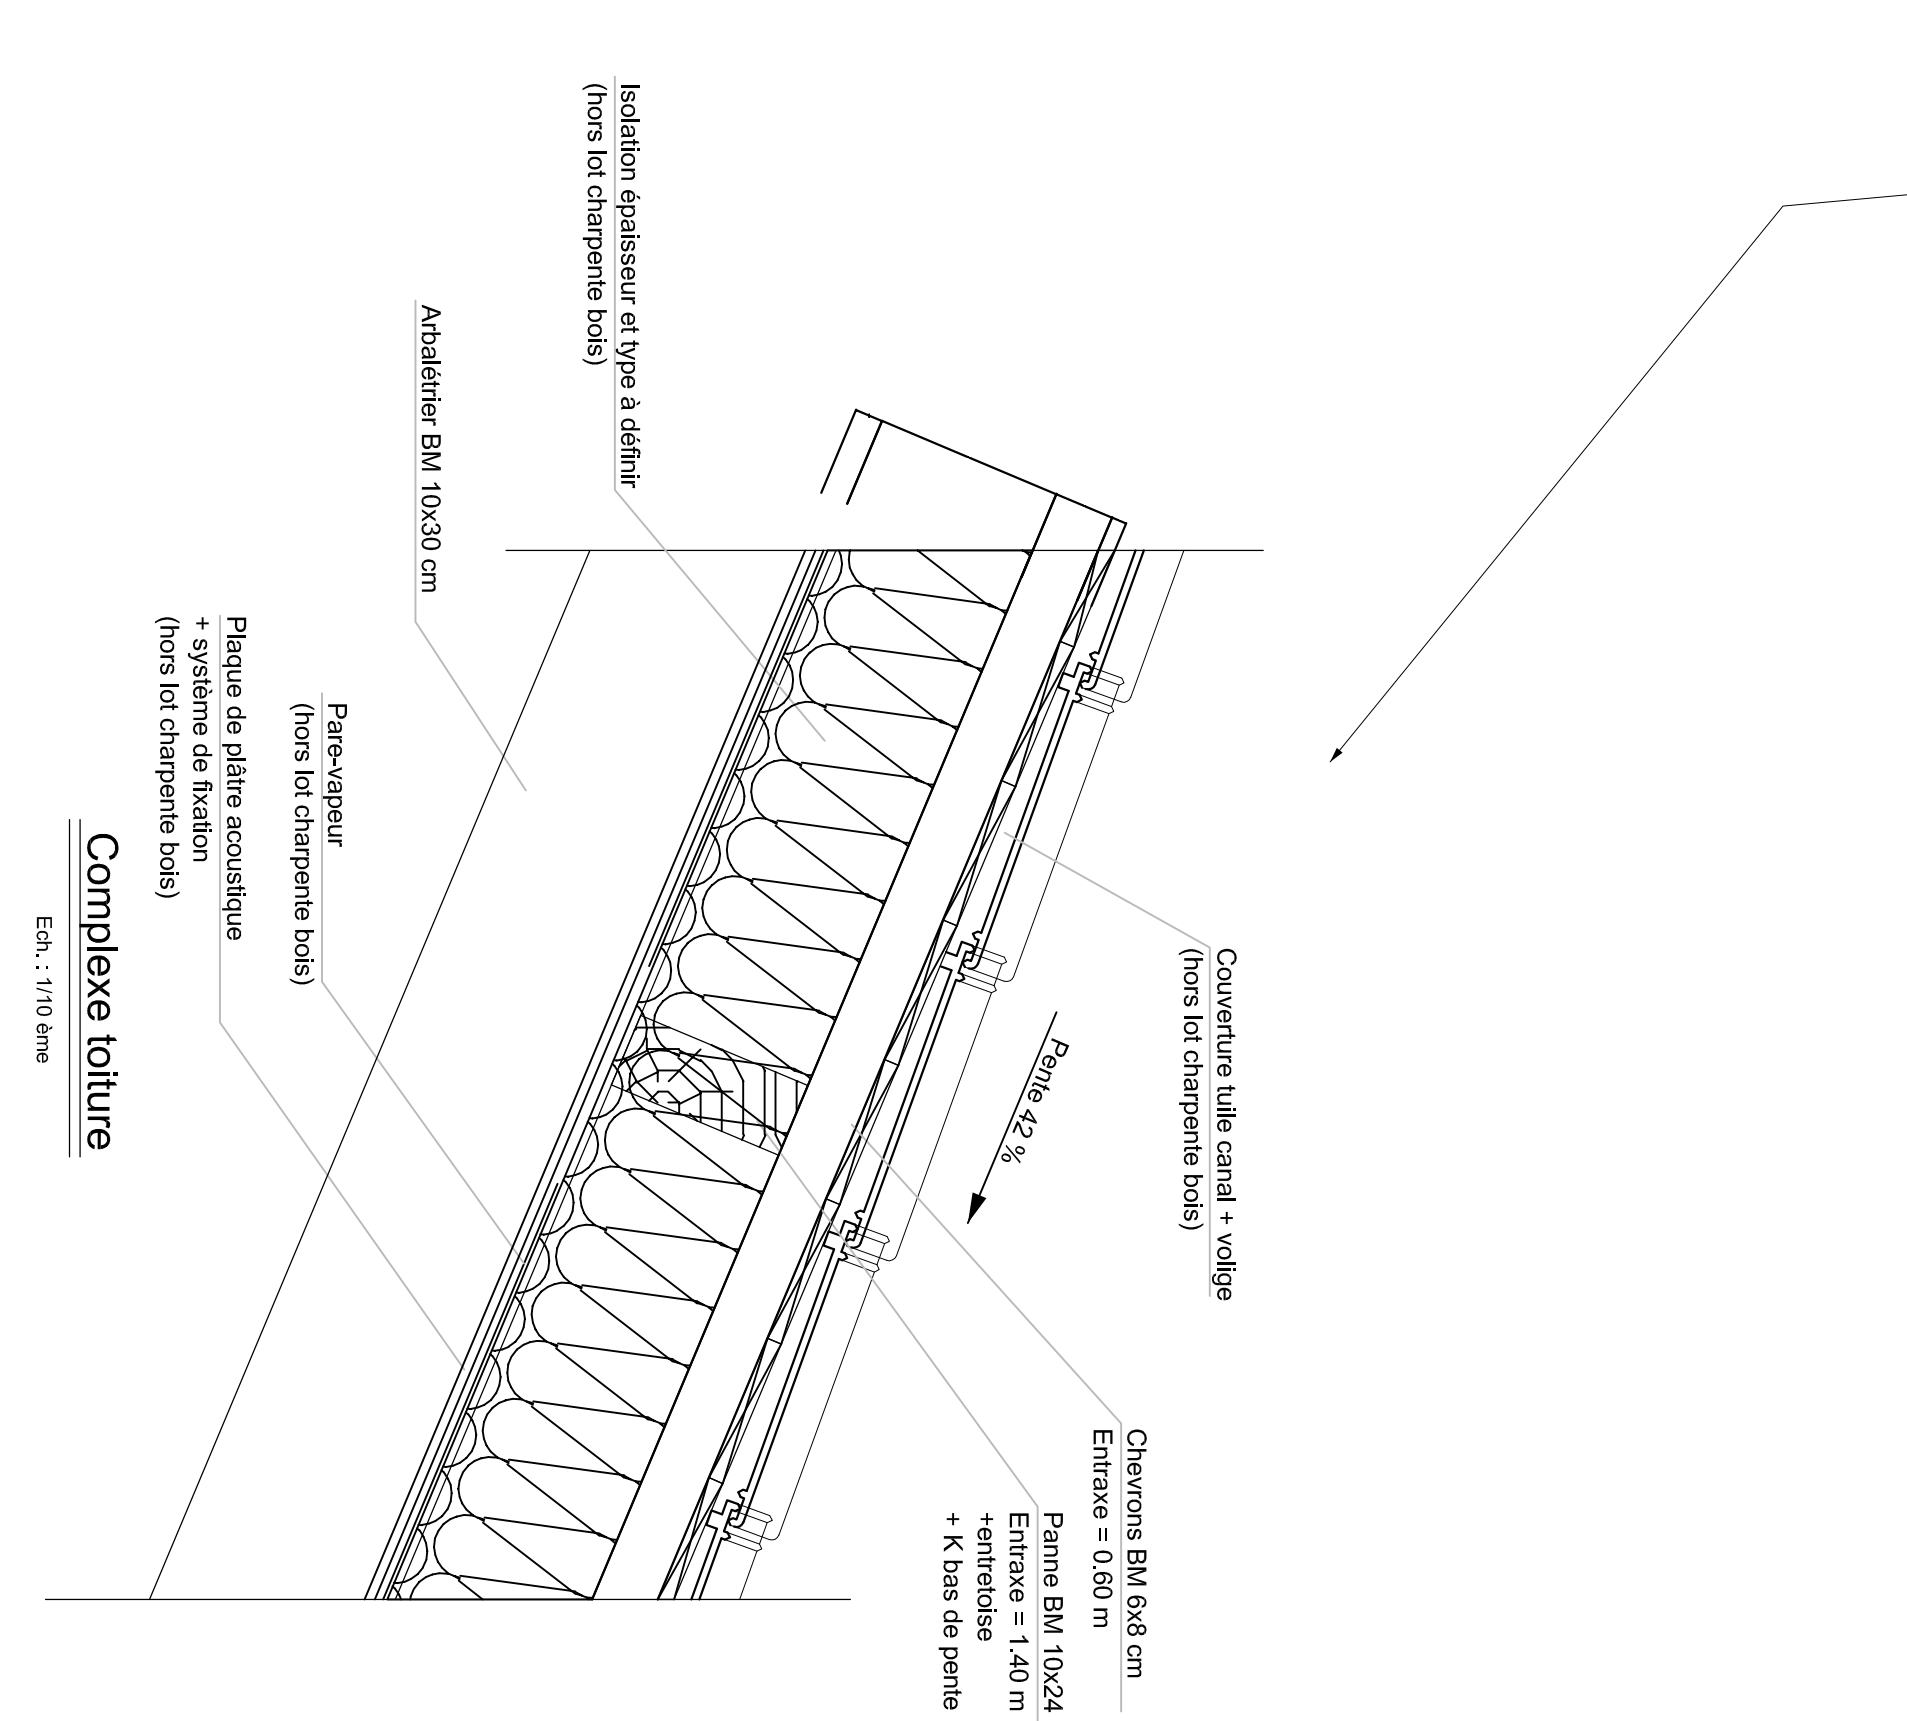 Couverture tuile canal + volige
(hors lot charpente bois)
Chevrons BM 6x8 cm
Entraxe = 0.60 m
Panne BM 10x24
Entraxe = 1.40 m
+entretoise
+ K bas de pente
Pente 42 %
Isolation épaisseur et type à définir
(hors lot charpente bois)
Arbalétrier BM 10x30 cm
Pare-vapeur
(hors lot charpente bois)
Plaque de plâtre acoustique
+ système de fixation
(hors lot charpente bois)
Complexe toiture
Ech. : 1/10 ème